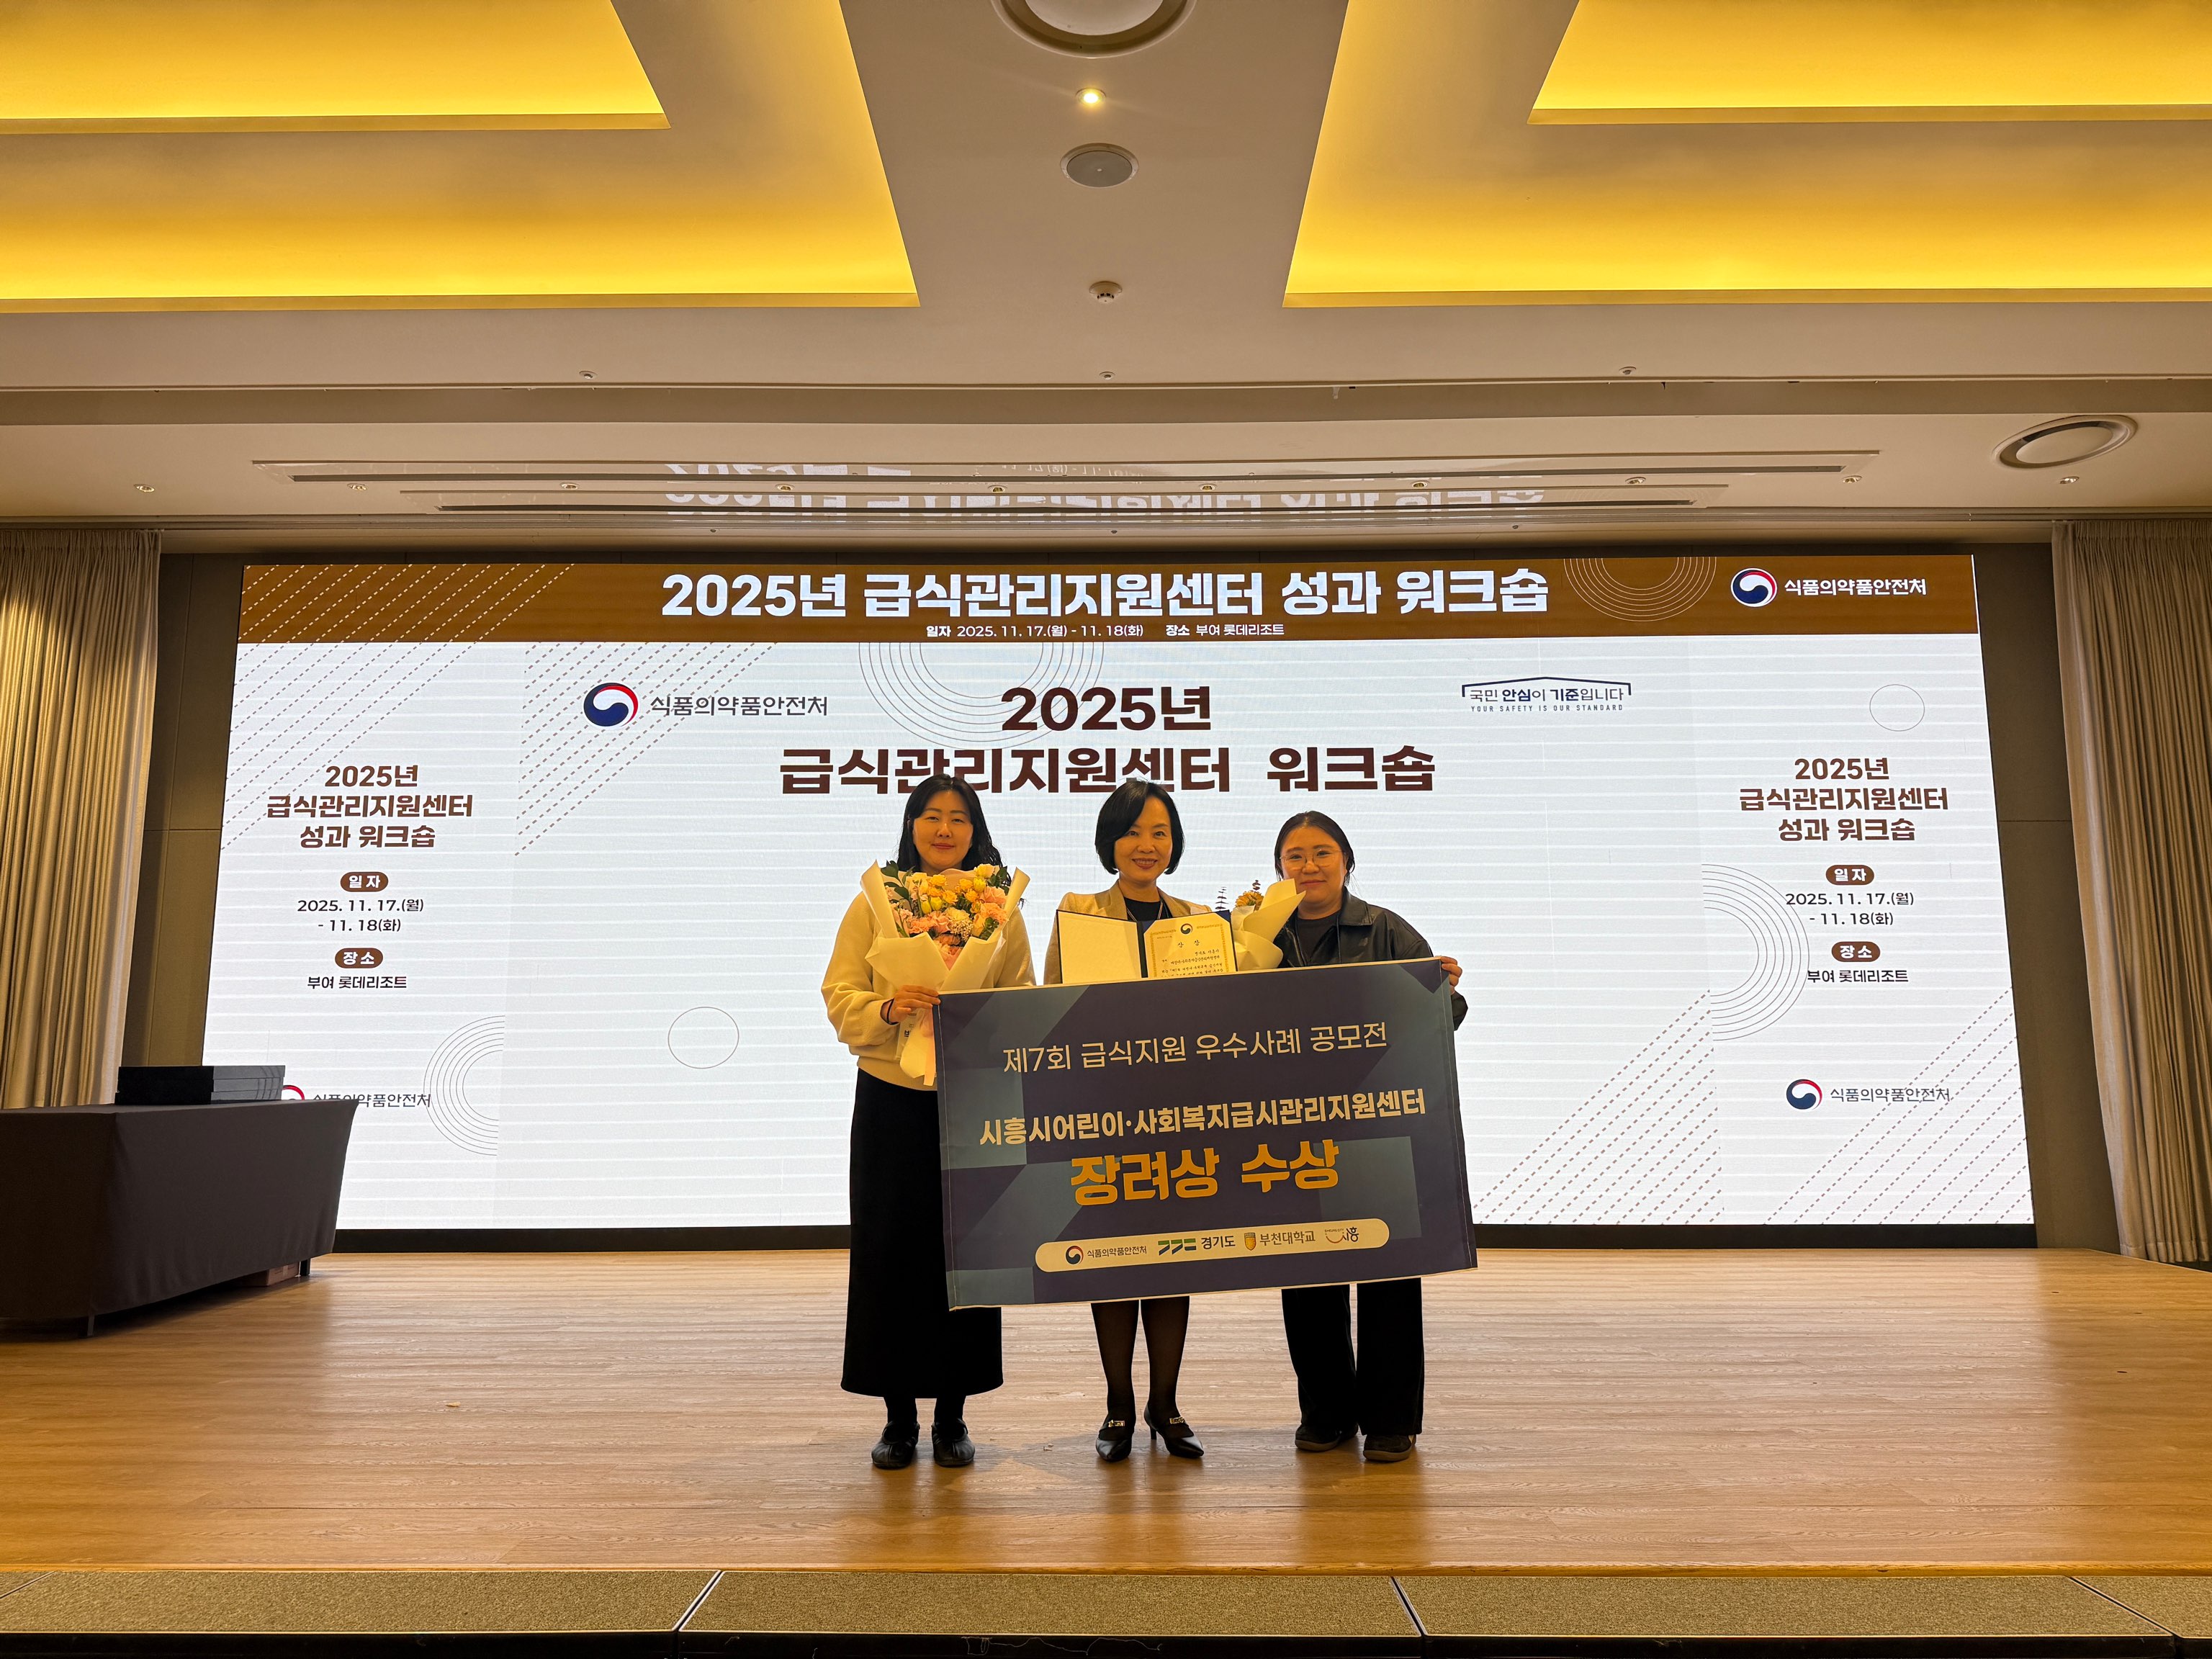 2025년 급식관리지원센터 성과 워크숍
일자 2025. 11. 17.(월) - 11. 18(화) 장소 부여 롯데리조트
식품의약품안전처
식품의약품안전처
2025년
급식관리지원센터 워크숍
국민 안심이 기준입니다
YOUR SAFETY IS OUR STANDARD
2025년
급식관리지원센터
성과 워크숍
일 자
2025. 11. 17.(월)
- 11. 18(화)
장 소
부여 롯데리조트
식품의약품안전처
2025년
급식관리지원센터
성과 워크숍
일 자
2025. 11. 17.(월)
- 11. 18(화)
장 소
부여 롯데리조트
식품의약품안전처
상 장
제7회 급식지원 우수사례 공모전
시흥시어린이·사회복지급시관리지원센터
장려상 수상
식품의약품안전처 경기도 부천대학교 시흥